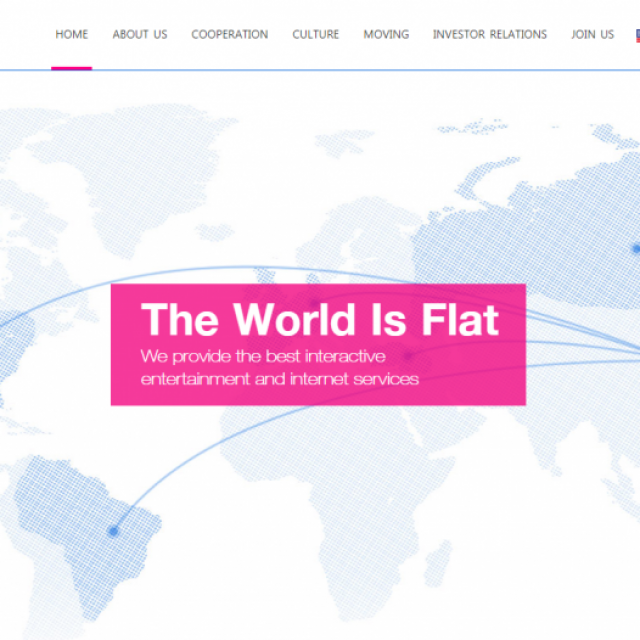 HOME ABOUT US COOPERATION CULTURE MOVING INVESTOR RELATIONS JOIN US
The World Is Flat
We provide the best interactive
entertainment and internet services